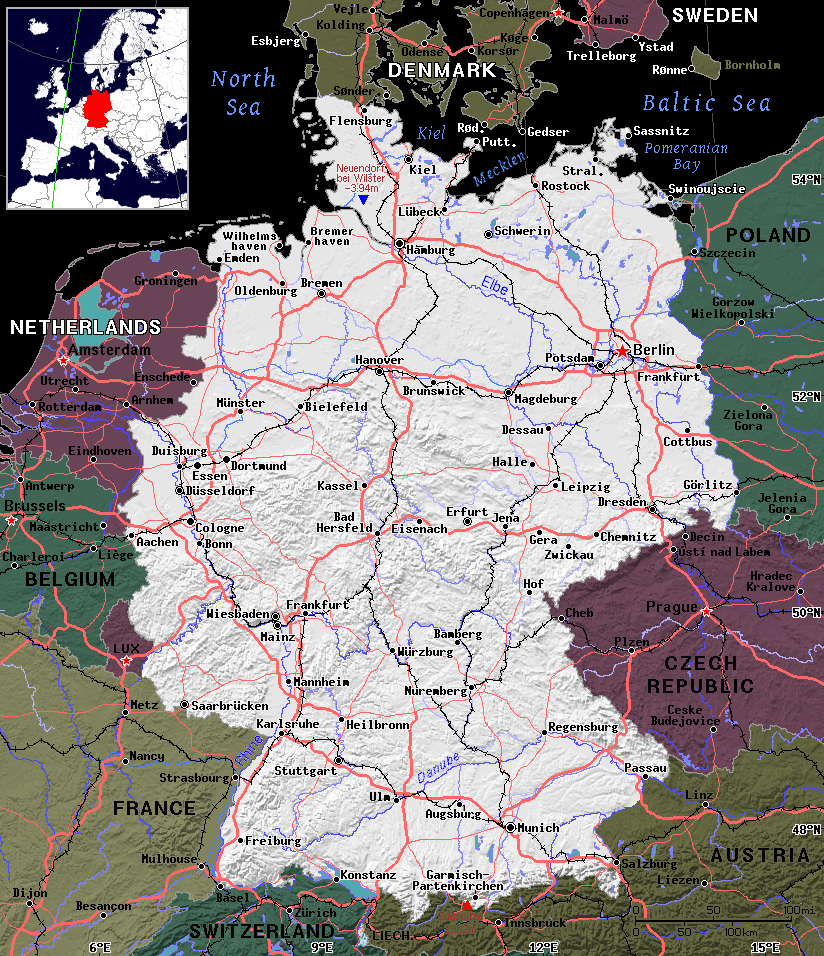 Vejle
Kolding
Esbjerg
Odense
Korsør
Copenhagen
Køge
Malmö
SWEDEN
Ystad
Trelleborg
Rønne
Bornholm
DENMARK
North
Sea
Baltic Sea
Sønder
Flensburg
Kiel
Rød.
Putt.
Gedser
Sassnitz
Pomeranian
Bay
Mecklen.
Stral.
Neuendorf
bei Wilster
-3.94m
Kiel
Rostock
54°N
Swinoujscie
Lübeck
Wilhelms
haven
Bremer
haven
Schwerin
POLAND
Emden
Hamburg
Szczecin
Groningen
Oldenburg
Bremen
Elbe
Gorzow
Wielkopolski
NETHERLANDS
Amsterdam
Hanover
Berlin
Potsdam
Utrecht
Enschede
Frankfurt
Brunswick
Magdeburg
52°N
Rotterdam
Arnhem
Münster
Bielefeld
Zielona
Gora
Dessau
Cottbus
Eindhoven
Duisburg
Dortmund
Essen
Halle
Antwerp
Düsseldorf
Kassel
Leipzig
Görlitz
Jelenia
Gora
Brussels
Dresden
Maastricht
Cologne
Bad
Hersfeld
Eisenach
Erfurt
Jena
Gera
Chemnitz
Decin
Aachen
Bonn
Zwickau
Usti nad Labem
Charleroi
Liège
BELGIUM
Hof
Hradec
Kralove
Wiesbaden
Frankfurt
Cheb
Prague
50°N
Mainz
LUX
Bamberg
Würzburg
Plzen
CZECH
REPUBLIC
Mannheim
Nuremberg
Metz
Saarbrücken
Karlsruhe
Heilbronn
Regensburg
Ceske
Budejovice
Nancy
Rhine
Strasbourg
Stuttgart
Danube
Passau
Ulm
Augsburg
Linz
FRANCE
Munich
48°N
Freiburg
Mulhouse
Salzburg
AUSTRIA
Konstanz
Garmisch-
Partenkirchen
Liezen
Dijon
Basel
Besançon
Zürich
Innsbruck
0 50 100mi
0 50 100km
SWITZERLAND
LIECH.
6°E
9°E
12°E
15°E